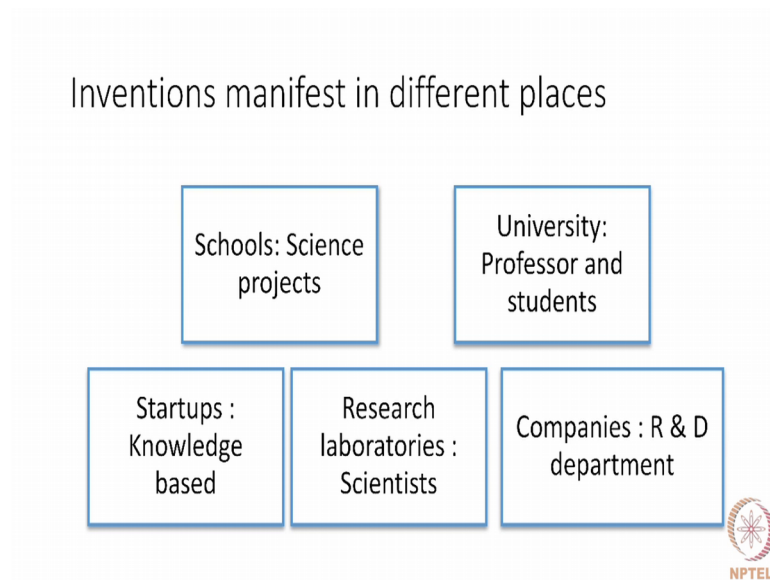 Inventions manifest in different places
Schools: Science
projects
University:
Professor and
students
Startups :
Knowledge
based
Research
laboratories :
Scientists
Companies : R & D
department
NPTEL